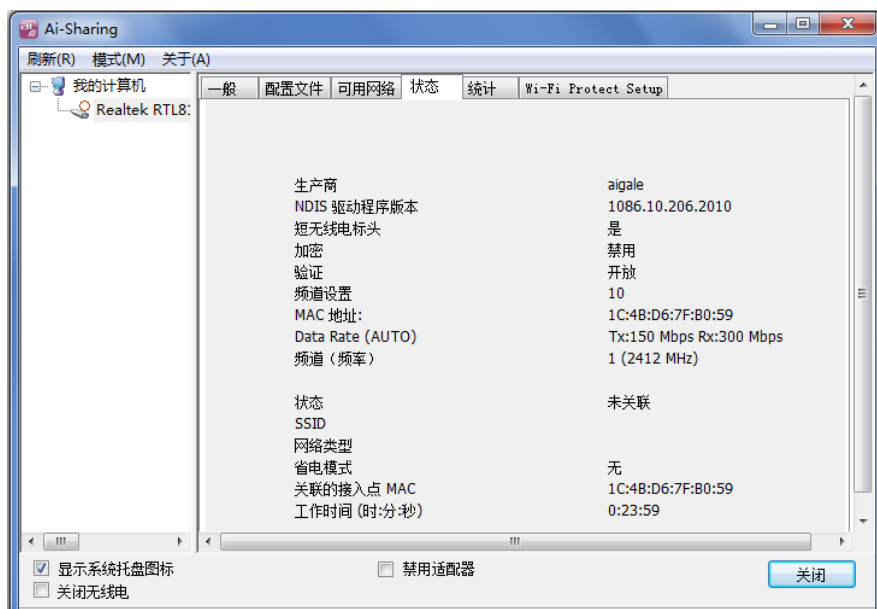 Ai-Sharing
刷新(R) 模式(M) 关于(A)
我的计算机
Realtek RTL8:
一般 配置文件 可用网络 状态 统计 Wi-Fi Protect Setup
生产商 aigale
NDIS 驱动程序版本 1086.10.206.2010
短无线电标头 是
加密 禁用
验证 开放
频道设置 10
MAC 地址: 1C:4B:D6:7F:B0:59
Data Rate (AUTO) Tx:150 Mbps Rx:300 Mbps
频道（频率） 1 (2412 MHz)
状态 未关联
SSID
网络类型
省电模式 无
关联的接入点 MAC 1C:4B:D6:7F:B0:59
工作时间 (时:分:秒) 0:23:59
显示系统托盘图标 禁用适配器 关闭
关闭无线电